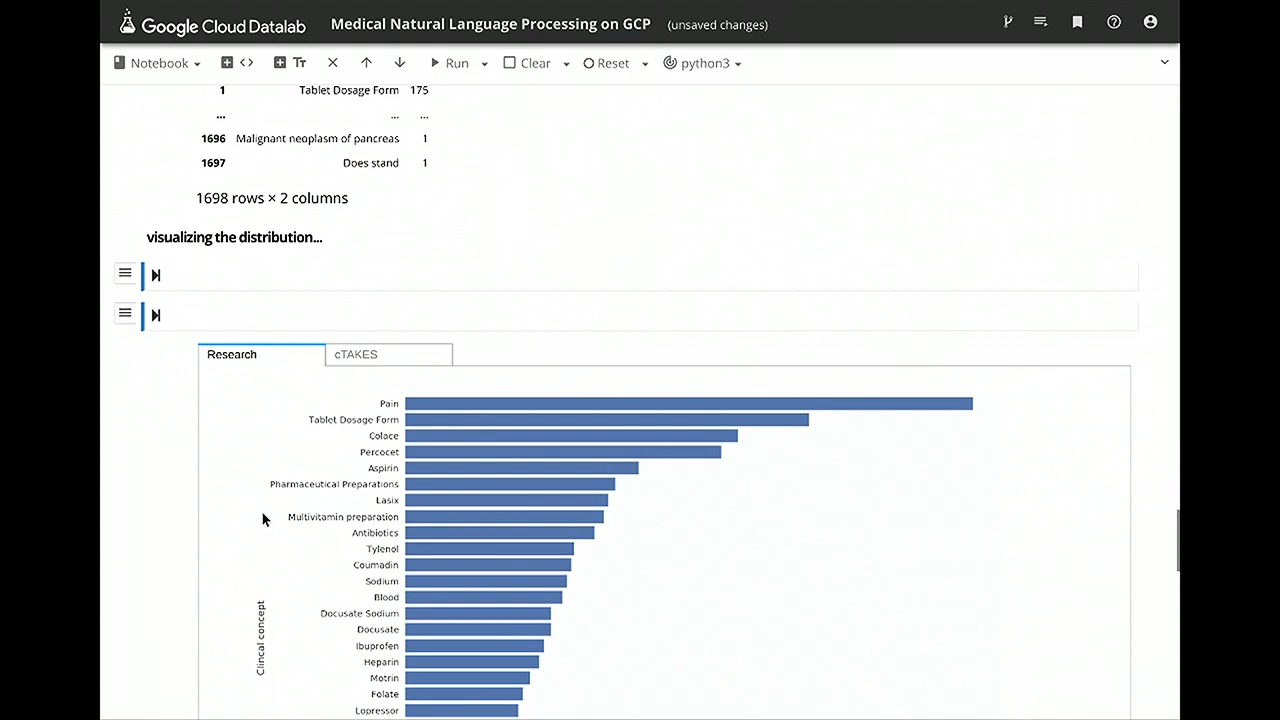 Google Cloud Datalab Medical Natural Language Processing on GCP (unsaved changes)
Notebook Tт Run Clear Reset python3
1 Tablet Dosage Form 175
... ... ...
1696 Malignant neoplasm of pancreas 1
1697 Does stand 1
1698 rows × 2 columns
visualizing the distribution...
Research cTAKES
Pain
Tablet Dosage Form
Colace
Percocet
Aspirin
Pharmaceutical Preparations
Lasix
Multivitamin preparation
Antibiotics
Tylenol
Coumadin
Sodium
Blood
Docusate Sodium
Docusate
Ibuprofen
Heparin
Motrin
Folate
Lopressor
Clincal concept